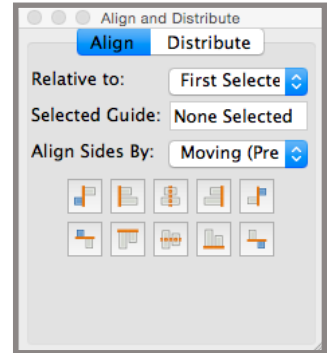 Align and Distribute
Align Distribute
Relative to: First Selecte
Selected Guide: None Selected
Align Sides By: Moving (Pre